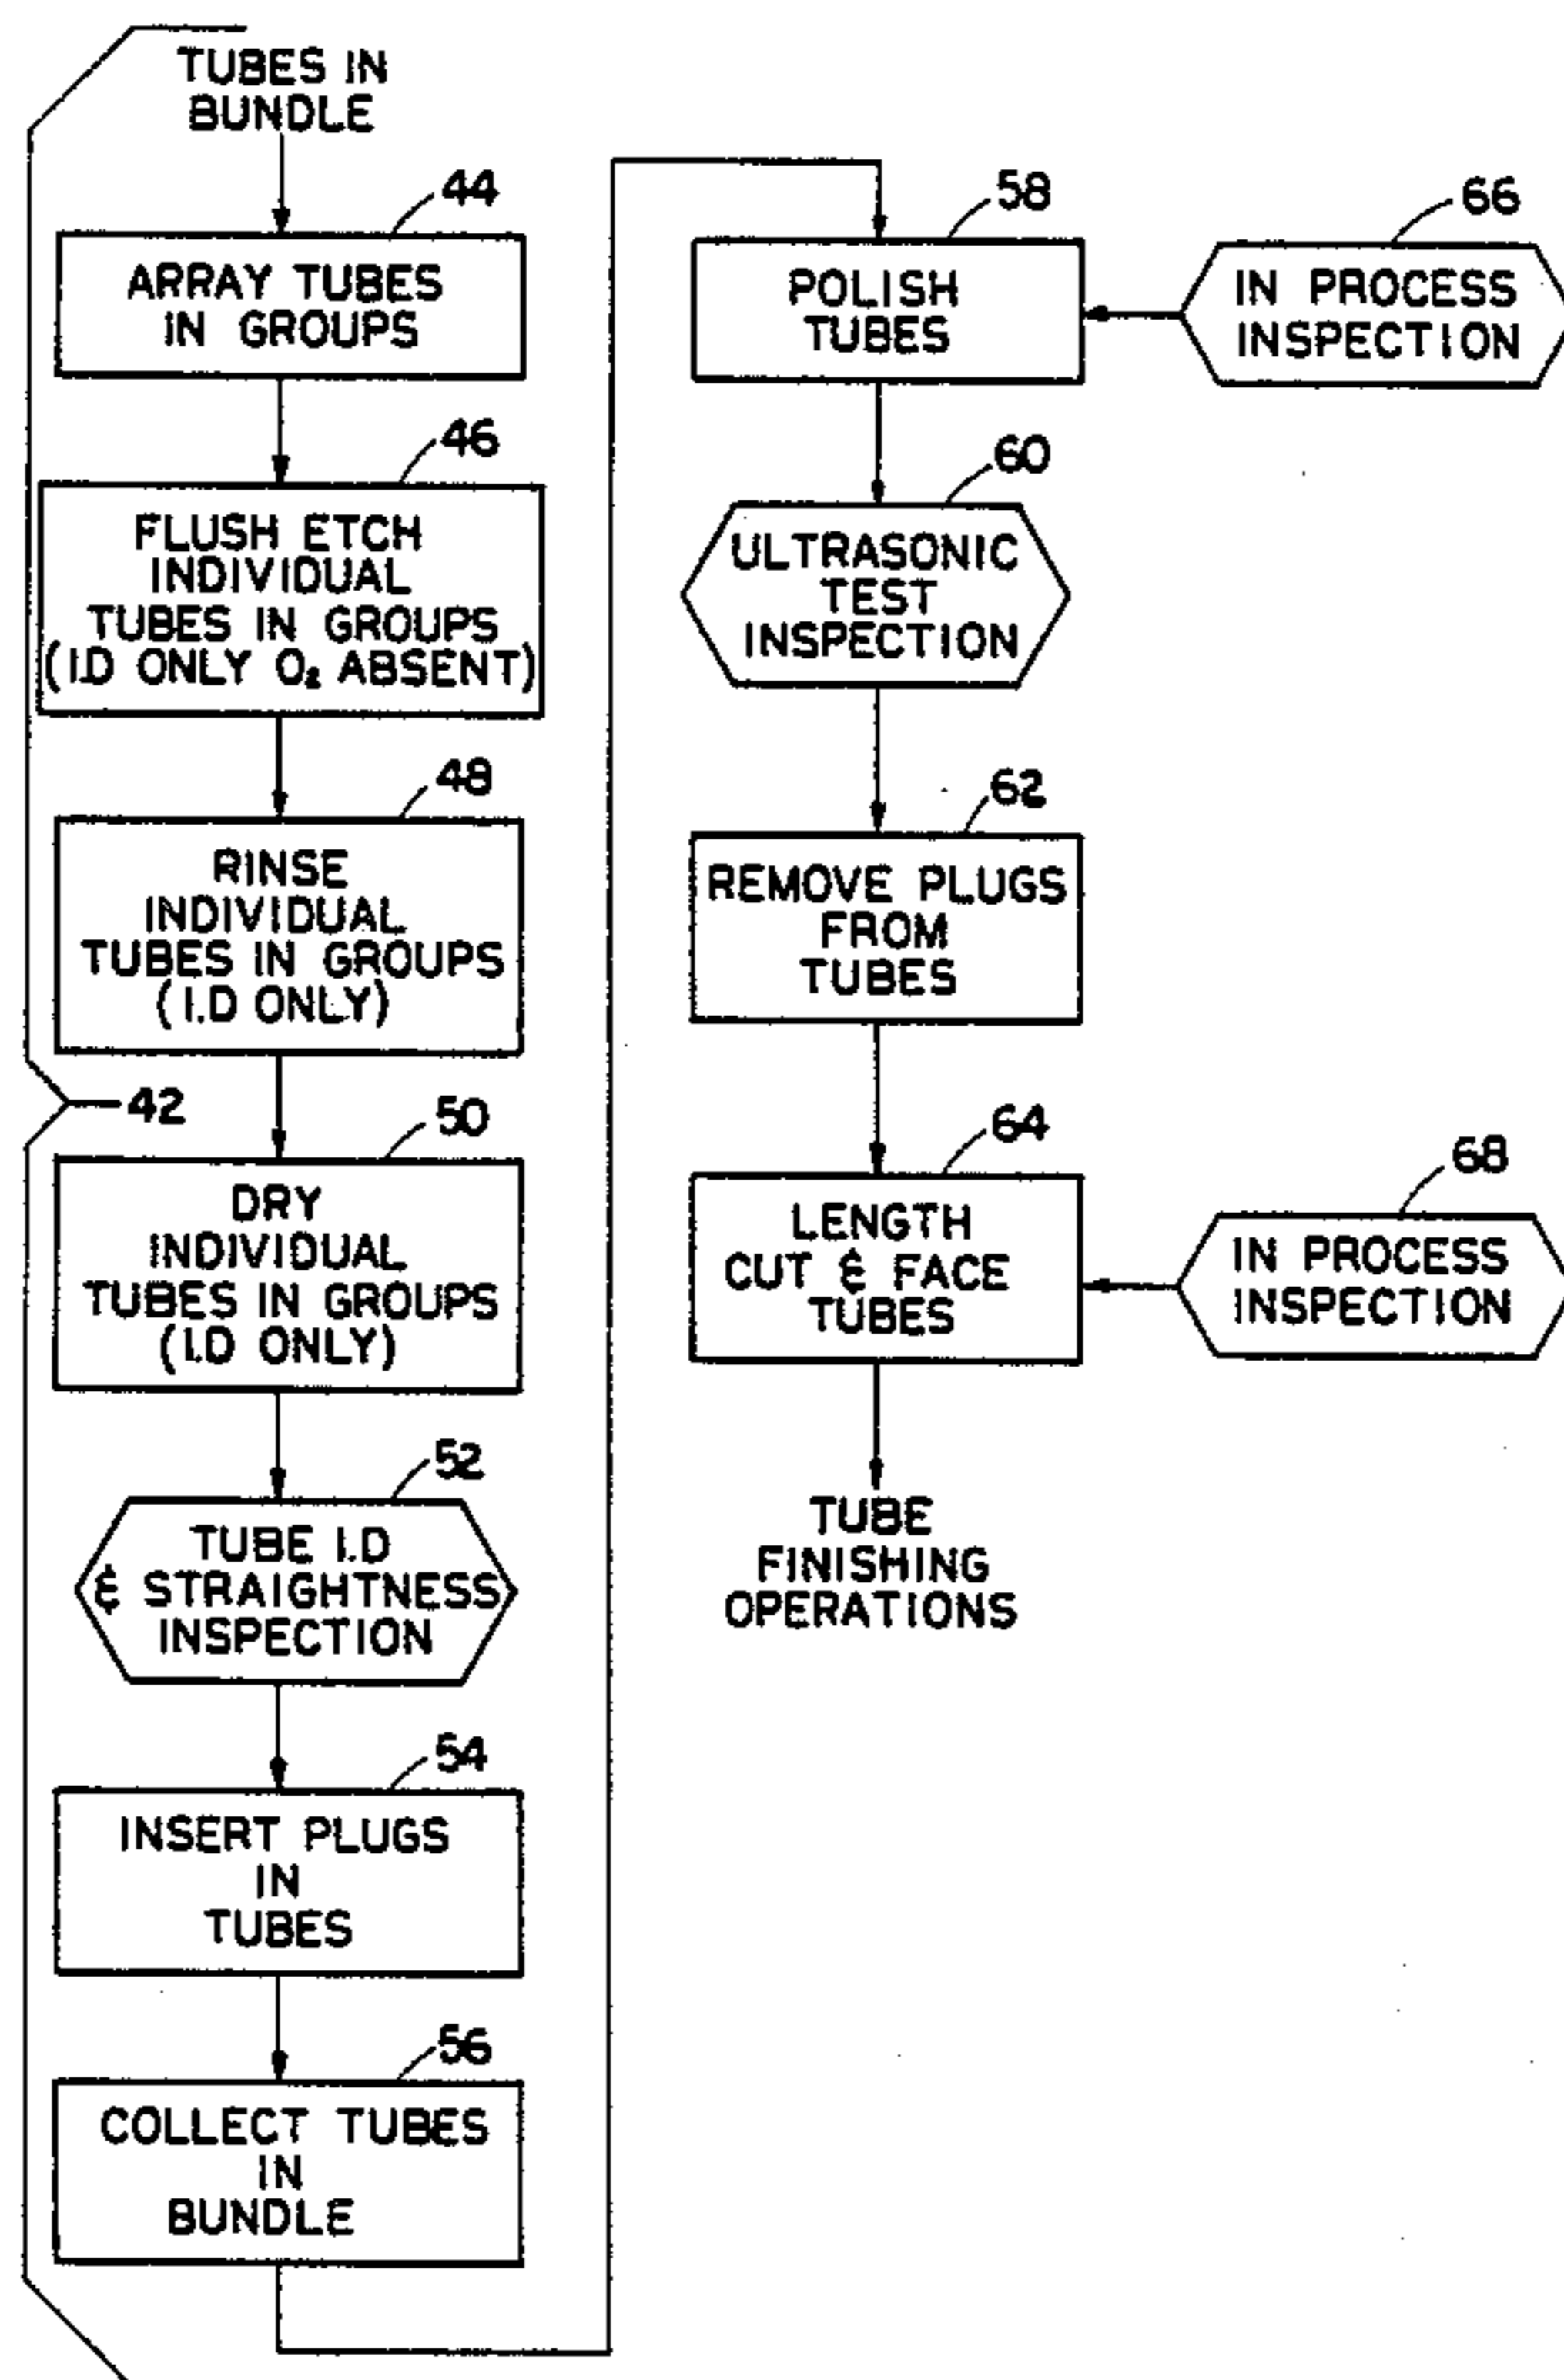 TUBES IN
BUNDLE
44
ARRAY TUBES
IN GROUPS
46
FLUSH ETCH
INDIVIDUAL
TUBES IN GROUPS
(I.D ONLY O₂ ABSENT)
48
RINSE
INDIVIDUAL
TUBES IN GROUPS
(I.D ONLY)
42
50
DRY
INDIVIDUAL
TUBES IN GROUPS
(I.D ONLY)
52
TUBE I.D
& STRAIGHTNESS
INSPECTION
54
INSERT PLUGS
IN
TUBES
56
COLLECT TUBES
IN
BUNDLE
58
POLISH
TUBES
66
IN PROCESS
INSPECTION
60
ULTRASONIC
TEST
INSPECTION
62
REMOVE PLUGS
FROM
TUBES
64
LENGTH
CUT & FACE
TUBES
68
IN PROCESS
INSPECTION
TUBE
FINISHING
OPERATIONS